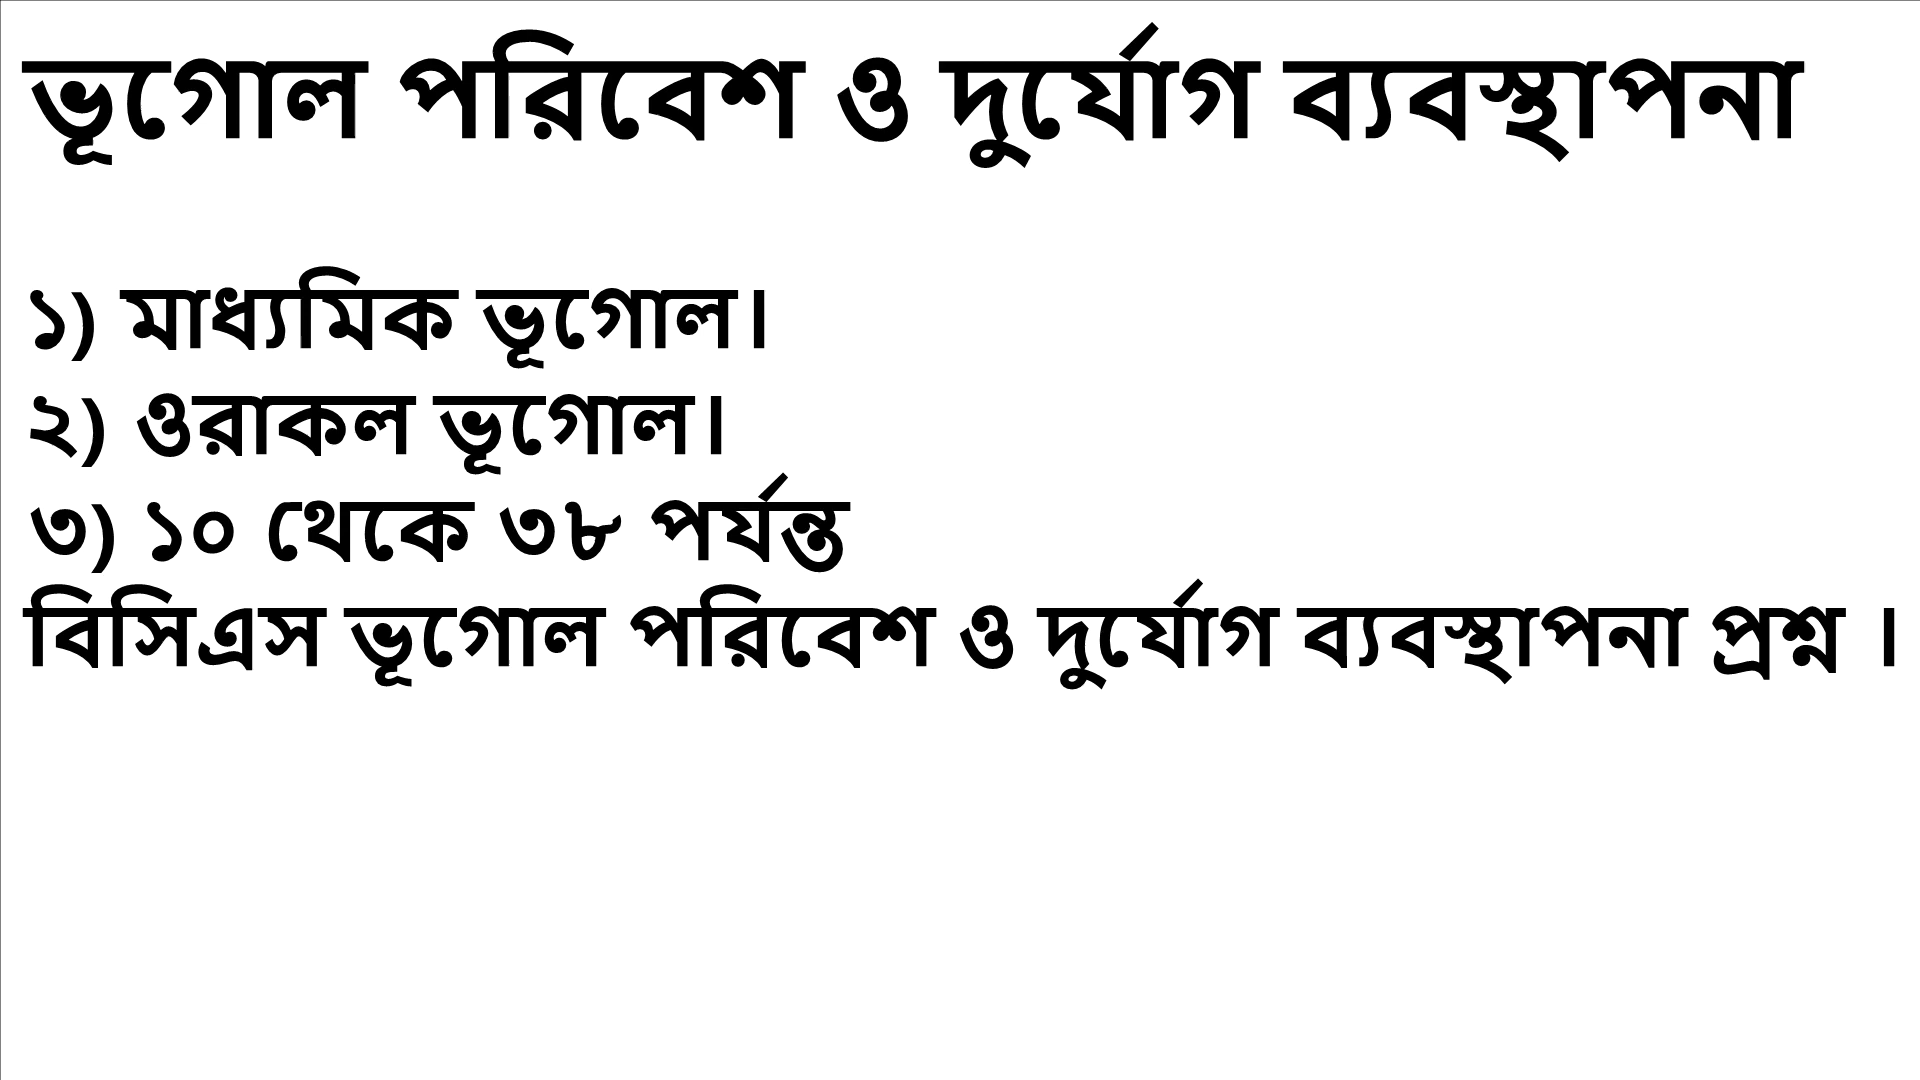 ভূগোল পরিবেশ ও দুর্যোগ ব্যবস্থাপনা
১) মাধ্যমিক ভূগোল।
২) ওরাকল ভূগোল।
৩) ১০ থেকে ৩৮ পর্যন্ত
বিসিএস ভূগোল পরিবেশ ও দুর্যোগ ব্যবস্থাপনা প্রশ্ন ।